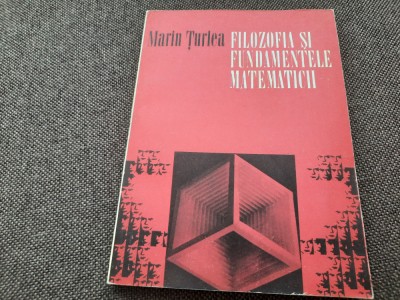 Marin Țurlea FILOZOFIA ȘI
FUNDAMENTELE
MATEMATICII